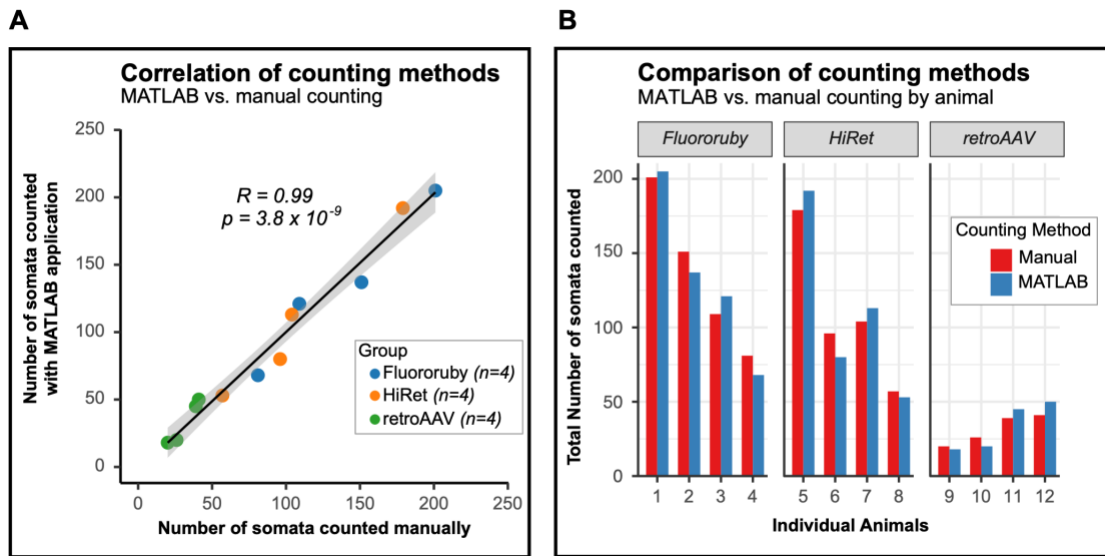 A
Correlation of counting methods
MATLAB vs. manual counting
Number of somata counted
with MATLAB application
250
200
150
100
50
0
R = 0.99
p = 3.8 x 10⁻⁹
Group
Fluororuby (n=4)
HiRet (n=4)
retroAAV (n=4)
0 50 100 150 200 250
Number of somata counted manually
B
Comparison of counting methods
MATLAB vs. manual counting by animal
Fluororuby HiRet retroAAV
Total Number of somata counted
200
150
100
50
0
Counting Method
Manual
MATLAB
1 2 3 4 5 6 7 8 9 10 11 12
Individual Animals